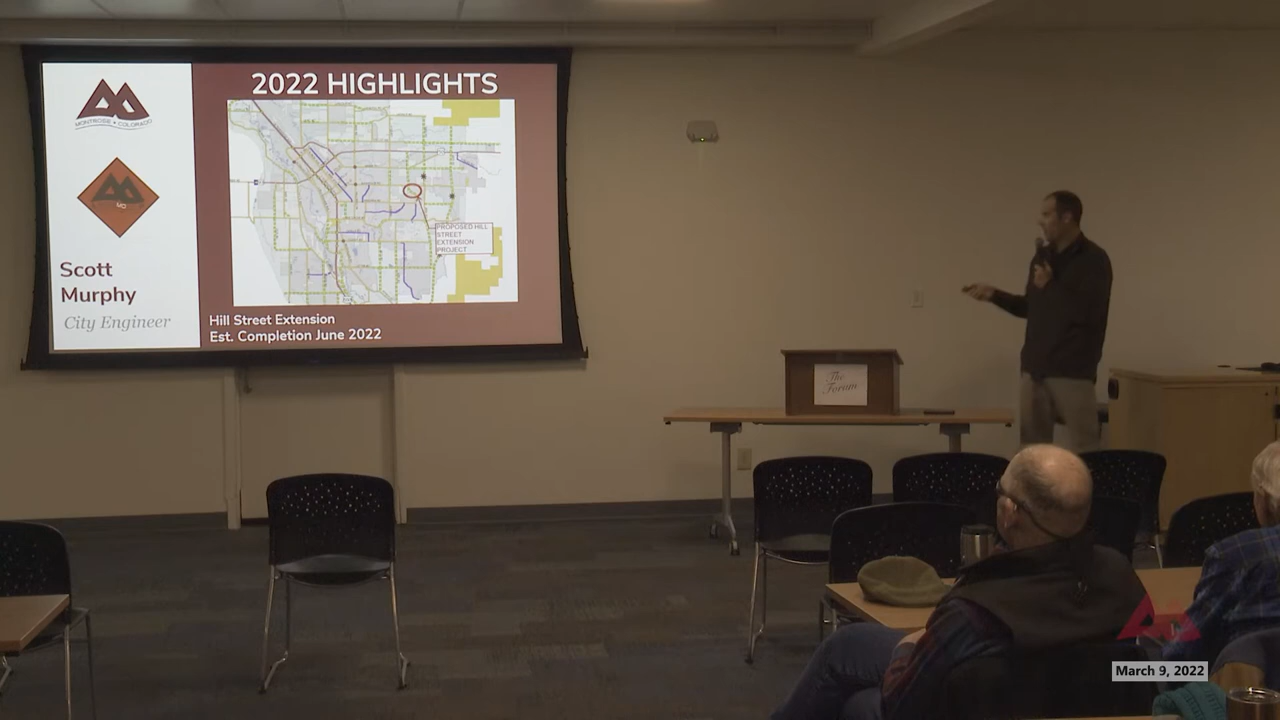 2022 HIGHLIGHTS
MONTROSE • COLORADO
Scott
Murphy
City Engineer
PROPOSED HILL
STREET
EXTENSION
PROJECT
Hill Street Extension
Est. Completion June 2022
The
Forum
March 9, 2022